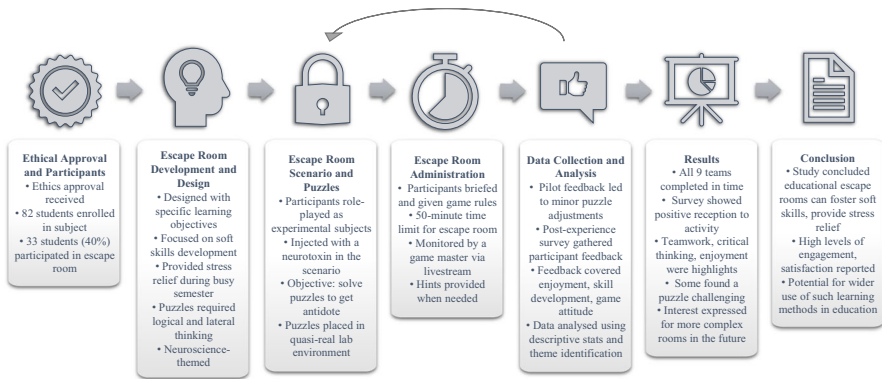 Ethical Approval
and Participants
• Ethics approval
received
• 82 students enrolled
in subject
• 33 students (40%)
participated in escape
room
Escape Room
Development and
Design
• Designed with
specific learning
objectives
• Focused on soft
skills development
• Provided stress
relief during busy
semester
• Puzzles required
logical and lateral
thinking
• Neuroscience-
themed
Escape Room
Scenario and
Puzzles
• Participants role-
played as
experimental subjects
• Injected with a
neurotoxin in the
scenario
• Objective: solve
puzzles to get
antidote
• Puzzles placed in
quasi-real lab
environment
Escape Room
Administration
• Participants briefed
and given game rules
• 50-minute time
limit for escape room
• Monitored by a
game master via
livestream
• Hints provided
when needed
Data Collection and
Analysis
• Pilot feedback led to
minor puzzle
adjustments
• Post-experience
survey gathered
participant feedback
• Feedback covered
enjoyment, skill
development, game
attitude
• Data analysed using
descriptive stats and
theme identification
Results
• All 9 teams
completed in time
• Survey showed
positive reception to
activity
• Teamwork, critical
thinking, enjoyment
were highlights
• Some found a
puzzle challenging
• Interest expressed
for more complex
rooms in the future
Conclusion
• Study concluded
educational escape
rooms can foster soft
skills, provide stress
relief
• High levels of
engagement,
satisfaction reported
• Potential for wider
use of such learning
methods in education